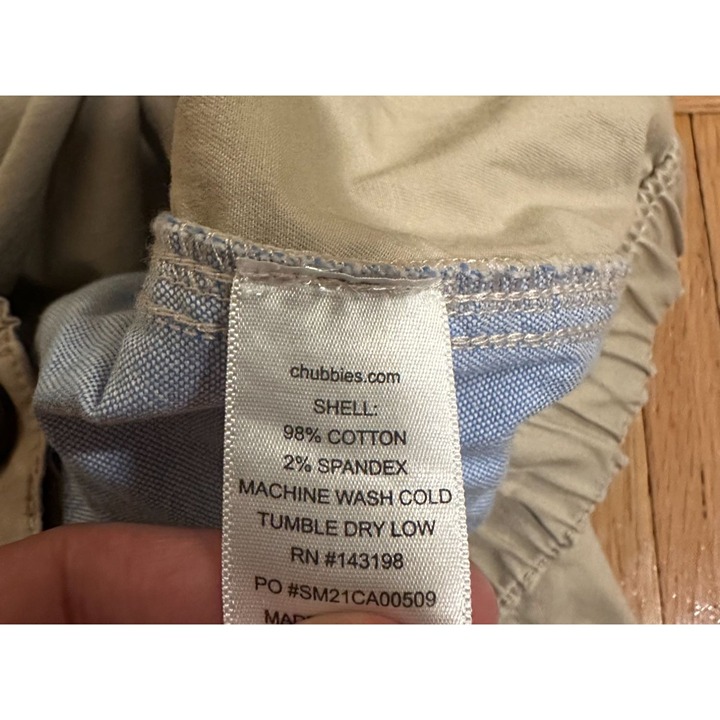 chubbies.com
SHELL:
98% COTTON
2% SPANDEX
MACHINE WASH COLD
TUMBLE DRY LOW
RN #143198
PO #SM21CA00509